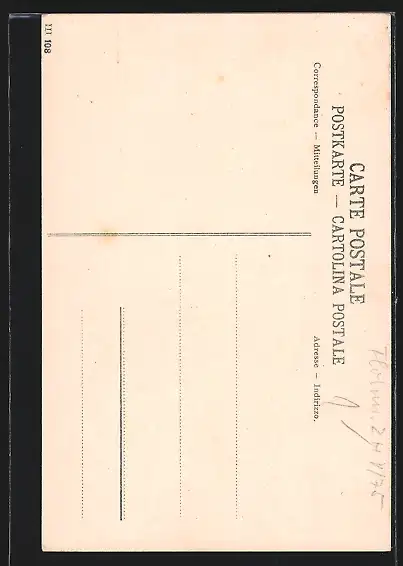 CARTE POSTALE
POSTKARTE — CARTOLINA POSTALE
Correspondance — Mitteilungen
Adresse — Indirizzo.
III 108